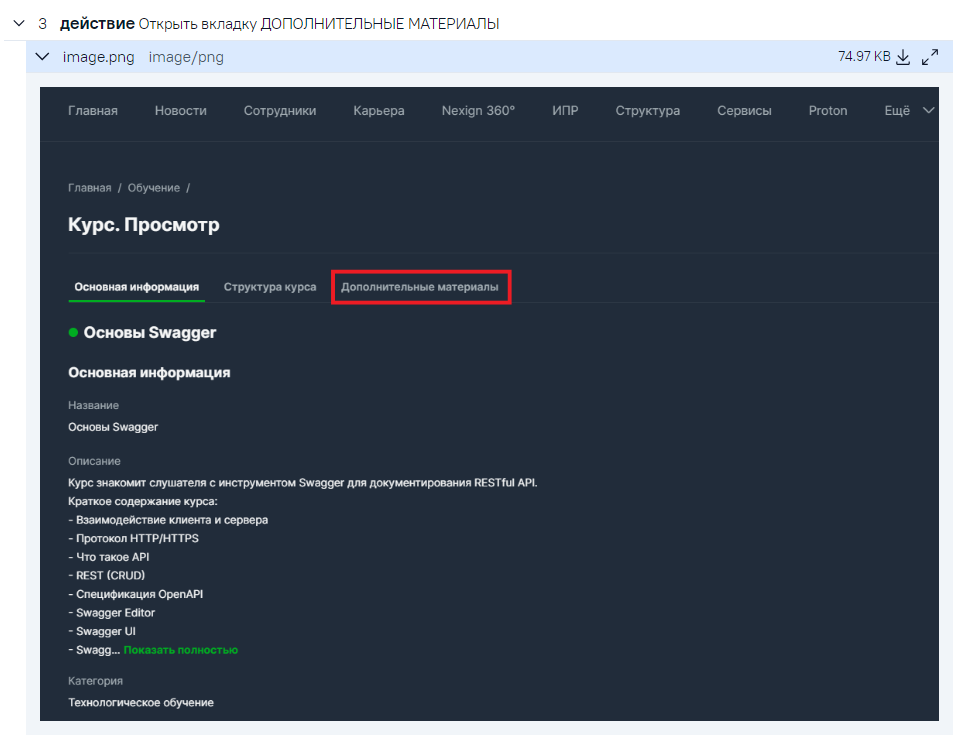 3 действие Открыть вкладку ДОПОЛНИТЕЛЬНЫЕ МАТЕРИАЛЫ
image.png image/png 74.97 KB
Главная Новости Сотрудники Карьера Nexign 360° ИПР Структура Сервисы Proton Ещё
Главная / Обучение /
Курс. Просмотр
Основная информация Структура курса Дополнительные материалы
Основы Swagger
Основная информация
Название
Основы Swagger
Описание
Курс знакомит слушателя с инструментом Swagger для документирования RESTful API.
Краткое содержание курса:
- Взаимодействие клиента и сервера
- Протокол HTTP/HTTPS
- Что такое API
- REST (CRUD)
- Спецификация OpenAPI
- Swagger Editor
- Swagger UI
- Swagg... Показать полностью
Категория
Технологическое обучение